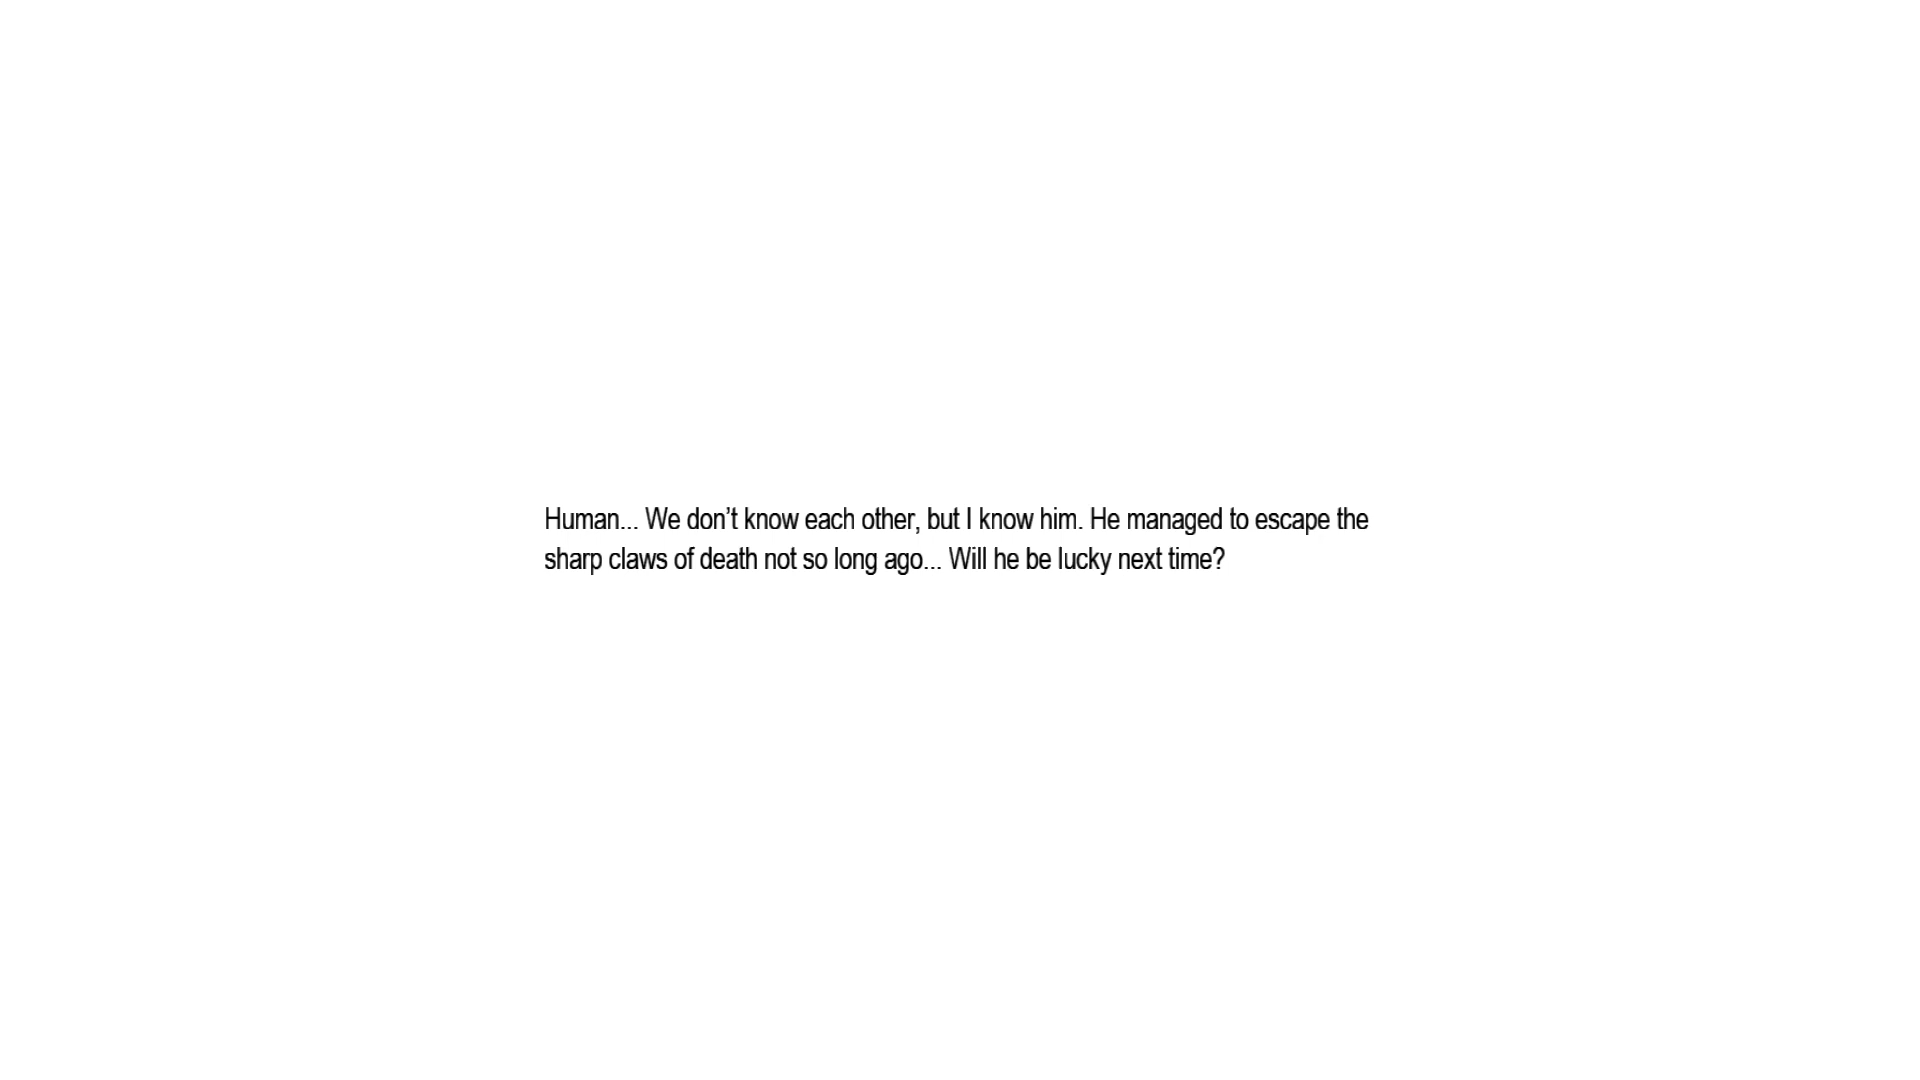 Human... We don’t know each other, but I know him. He managed to escape the
sharp claws of death not so long ago... Will he be lucky next time?